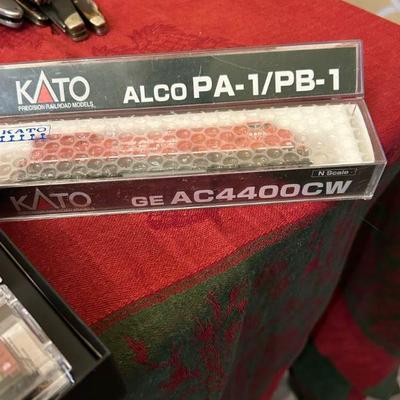 KATO
PRECISION RAILROAD MODELS
ALCO PA-1/PB-1
KATO
N Scale
KATO
GE AC4400CW